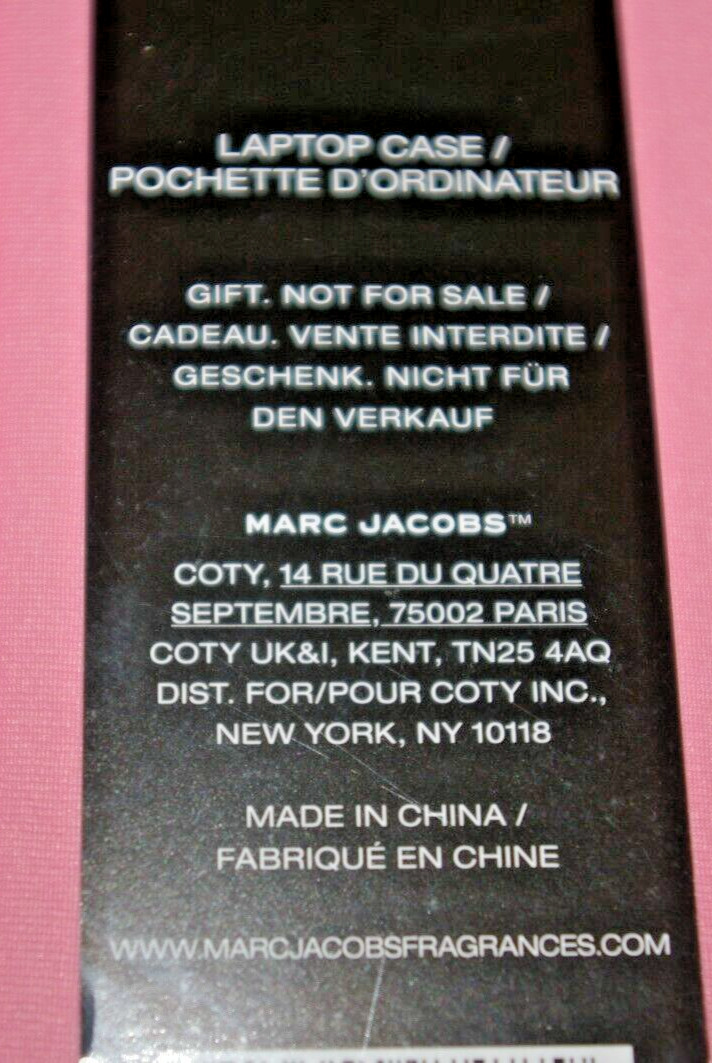 LAPTOP CASE /
POCHETTE D'ORDINATEUR
GIFT. NOT FOR SALE /
CADEAU. VENTE INTERDITE /
GESCHENK. NICHT FÜR
DEN VERKAUF
MARC JACOBS™
COTY, 14 RUE DU QUATRE
SEPTEMBRE, 75002 PARIS
COTY UK&I, KENT, TN25 4AQ
DIST. FOR/POUR COTY INC.,
NEW YORK, NY 10118
MADE IN CHINA /
FABRIQUÉ EN CHINE
WWW.MARCJACOBSFRAGRANCES.COM